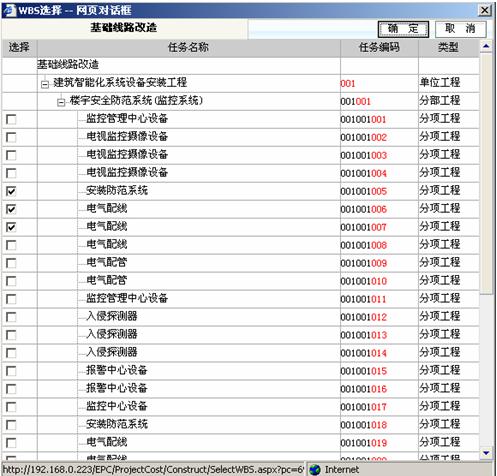 WBS选择 -- 网页对话框
基础线路改造 确 定 取 消
选择 任务名称 任务编码 类型
基础线路改造
建筑智能化系统设备安装工程 001 单位工程
楼宇安全防范系统(监控系统) 001001 分部工程
监控管理中心设备 001001001 分项工程
电视监控摄像设备 001001002 分项工程
电视监控摄像设备 001001003 分项工程
电视监控摄像设备 001001004 分项工程
安装防范系统 001001005 分项工程
电气配线 001001006 分项工程
电气配线 001001007 分项工程
电气配线 001001008 分项工程
电气配管 001001009 分项工程
电气配管 001001010 分项工程
监控管理中心设备 001001011 分项工程
入侵探测器 001001012 分项工程
入侵探测器 001001013 分项工程
入侵探测器 001001014 分项工程
报警中心设备 001001015 分项工程
报警中心设备 001001016 分项工程
监控中心设备 001001017 分项工程
安装防范系统 001001018 分项工程
电气配线 001001019 分项工程
http://192.168.0.223/EPC/ProjectCost/Construct/SelectWBS.aspx?pc=6 Internet